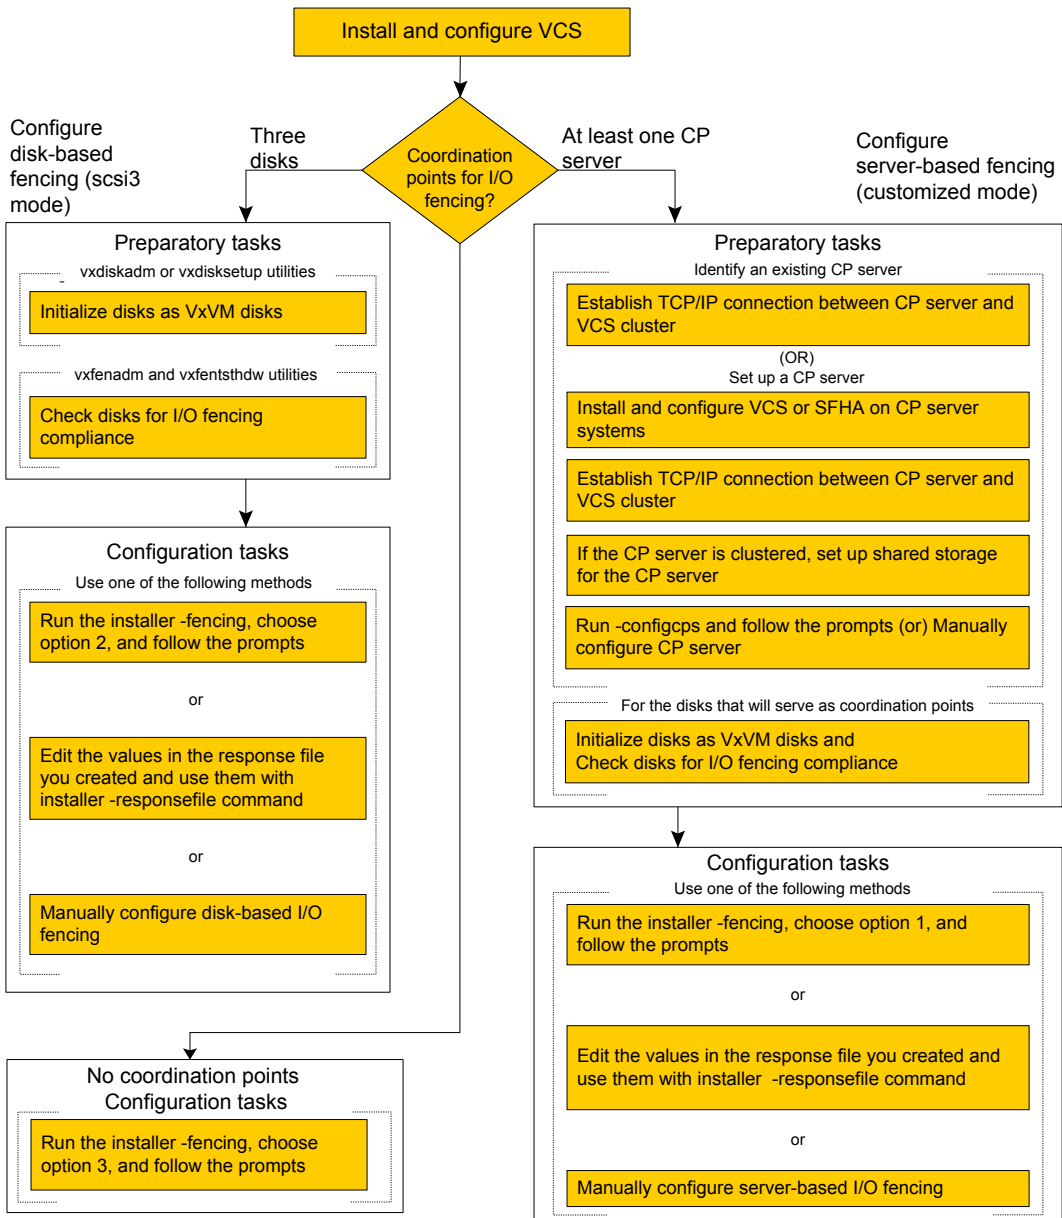 Install and configure VCS
Configure
disk-based
fencing (scsi3
mode)
Three
disks
Coordination
points for I/O
fencing?
At least one CP
server
Configure
server-based fencing
(customized mode)
Preparatory tasks
vxdiskadm or vxdisksetup utilities
Initialize disks as VxVM disks
vxfenadm and vxfentsthdw utilities
Check disks for I/O fencing
compliance
Configuration tasks
Use one of the following methods
Run the installer -fencing, choose
option 2, and follow the prompts
or
Edit the values in the response file
you created and use them with
installer -responsefile command
or
Manually configure disk-based I/O
fencing
No coordination points
Configuration tasks
Run the installer -fencing, choose
option 3, and follow the prompts
Preparatory tasks
Identify an existing CP server
Establish TCP/IP connection between CP server and
VCS cluster
(OR)
Set up a CP server
Install and configure VCS or SFHA on CP server
systems
Establish TCP/IP connection between CP server and
VCS cluster
If the CP server is clustered, set up shared storage
for the CP server
Run -configcps and follow the prompts (or) Manually
configure CP server
For the disks that will serve as coordination points
Initialize disks as VxVM disks and
Check disks for I/O fencing compliance
Configuration tasks
Use one of the following methods
Run the installer -fencing, choose option 1, and
follow the prompts
or
Edit the values in the response file you created and
use them with installer -responsefile command
or
Manually configure server-based I/O fencing